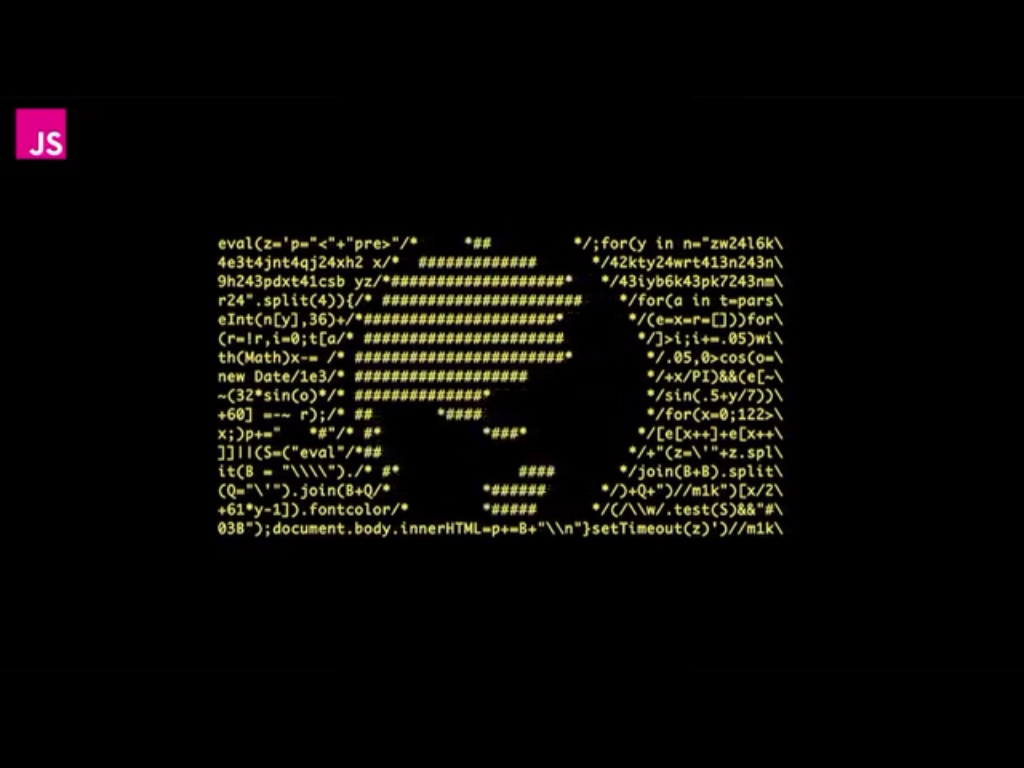 JS
eval(z='p="<"+"pre>"/*     *##         */;for(y in n="zw24l6k\
4e3t4jnt4qj24xh2 x/*  #############      */42kty24wrt413n243n\
9h243pdxt41csb yz/*###################*   */43iyb6k43pk7243nm\
r24".split(4)){/* ######################    */for(a in t=pars\
eInt(n[y],36)+/*#####################*       */(e=x=r=[]))for\
(r=!r,i=0;t[a/* ######################        */]>i;i+=.05)wi\
th(Math)x-= /* #######################*        */.05,0>cos(o=\
new Date/1e3/* ###################             */+x/PI)&&(e[~\
~(32*sin(o)*/* ##############*                 */sin(.5+y/7))\
+60] =-~ r);/* ##       *####                  */for(x=0;122>\
x;)p+="   *#"/* #*           *###*            */[e[x++]+e[x++\
]]||(S=("eval"/*##                            */+"(z=\'"+z.spl\
it(B = "\\\\")./* #*             ####       */join(B+B).split\
(Q="\'").join(B+Q/*          *######      */)+Q+")//m1k")[x/2\
+61*y-1]).fontcolor/*        *#####      */(/\\w/.test(S)&&"#\
03B");document.body.innerHTML=p+=B+"\\n"}setTimeout(z)')//m1k\